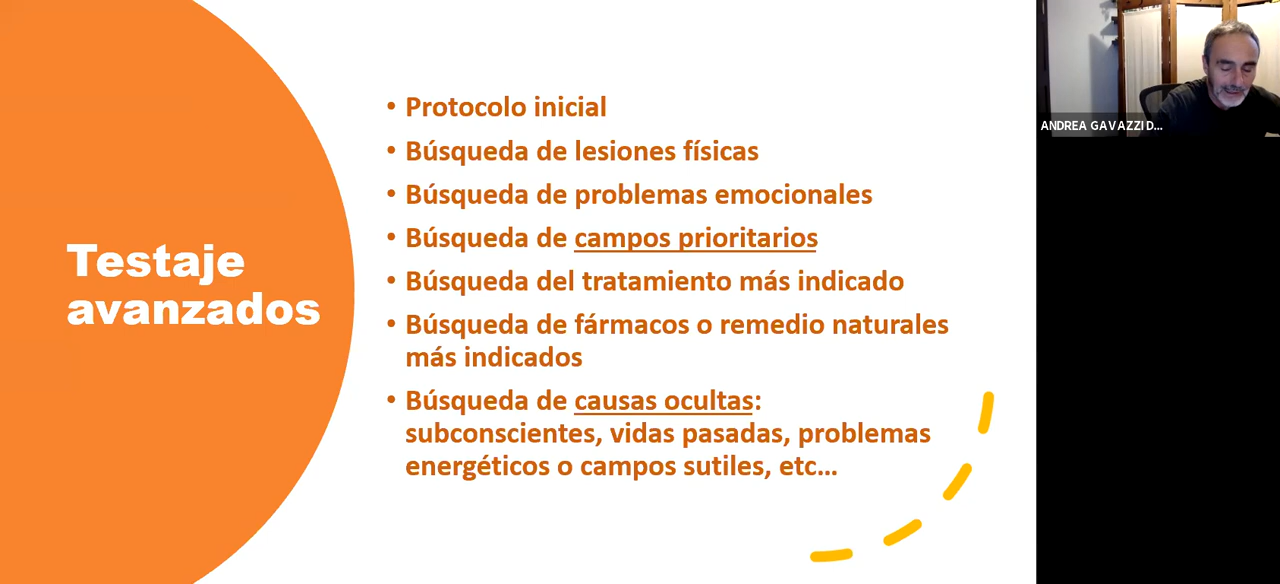 Testaje
avanzados
• Protocolo inicial
• Búsqueda de lesiones físicas
• Búsqueda de problemas emocionales
• Búsqueda de campos prioritarios
• Búsqueda del tratamiento más indicado
• Búsqueda de fármacos o remedio naturales
más indicados
• Búsqueda de causas ocultas:
subconscientes, vidas pasadas, problemas
energéticos o campos sutiles, etc...
ANDREA GAVAZZI D...